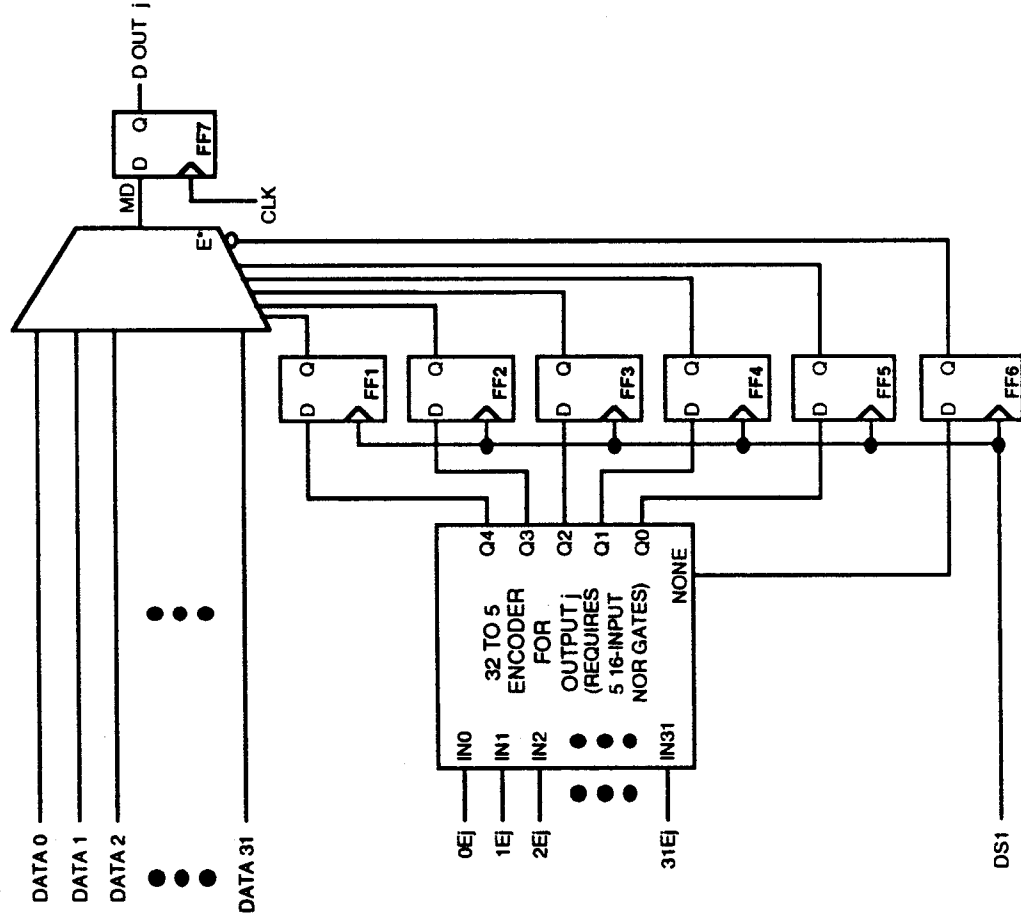 DATA 0
DATA 1
DATA 2
DATA 31
MD
D
Q
FF7
D OUT j
CLK
E*
D
Q
FF1
D
Q
FF2
D
Q
FF3
D
Q
FF4
D
Q
FF5
D
Q
FF6
0Ej
1Ej
2Ej
31Ej
IN0
IN1
IN2
IN31
32 TO 5
ENCODER
FOR
OUTPUT j
(REQUIRES
5 16-INPUT
NOR GATES)
Q4
Q3
Q2
Q1
Q0
NONE
DS1